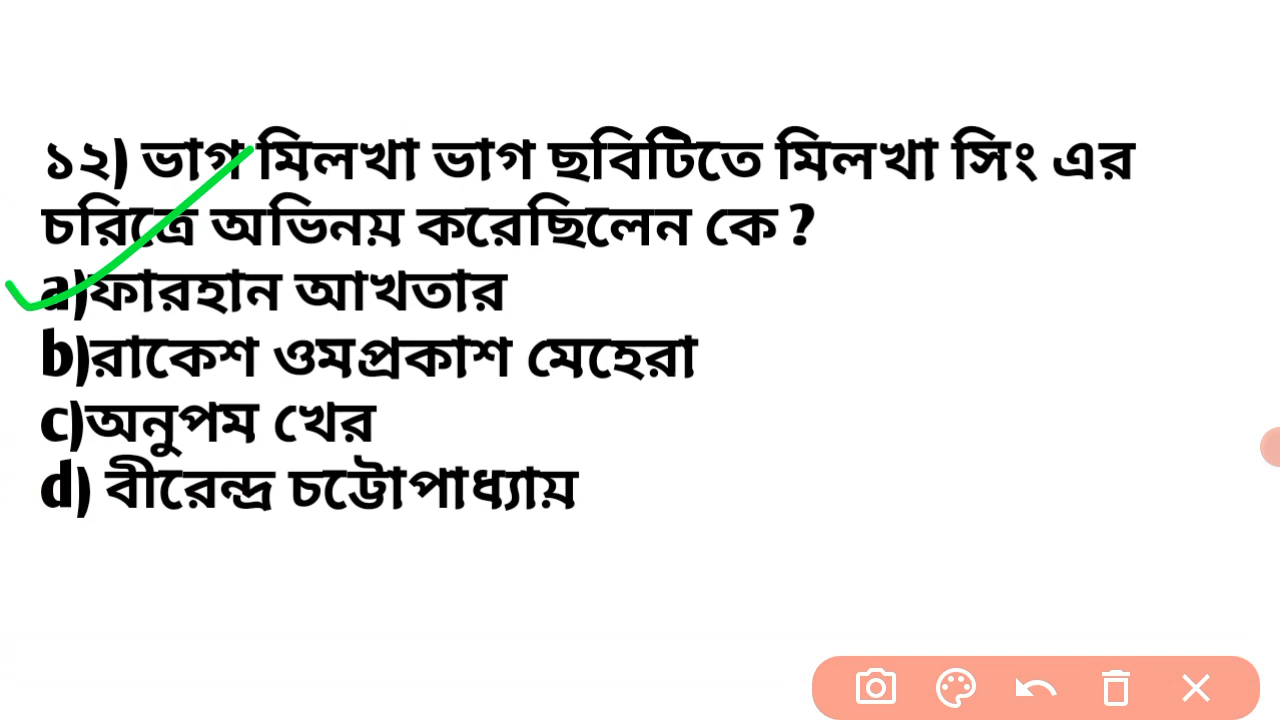 ১২) ভাগ মিলখা ভাগ ছবিটিতে মিলখা সিং এর
চরিত্রে অভিনয় করেছিলেন কে ?
a)ফারহান আখতার
b)রাকেশ ওমপ্রকাশ মেহেরা
c)অনুপম খের
d) বীরেন্দ্র চট্টোপাধ্যায়